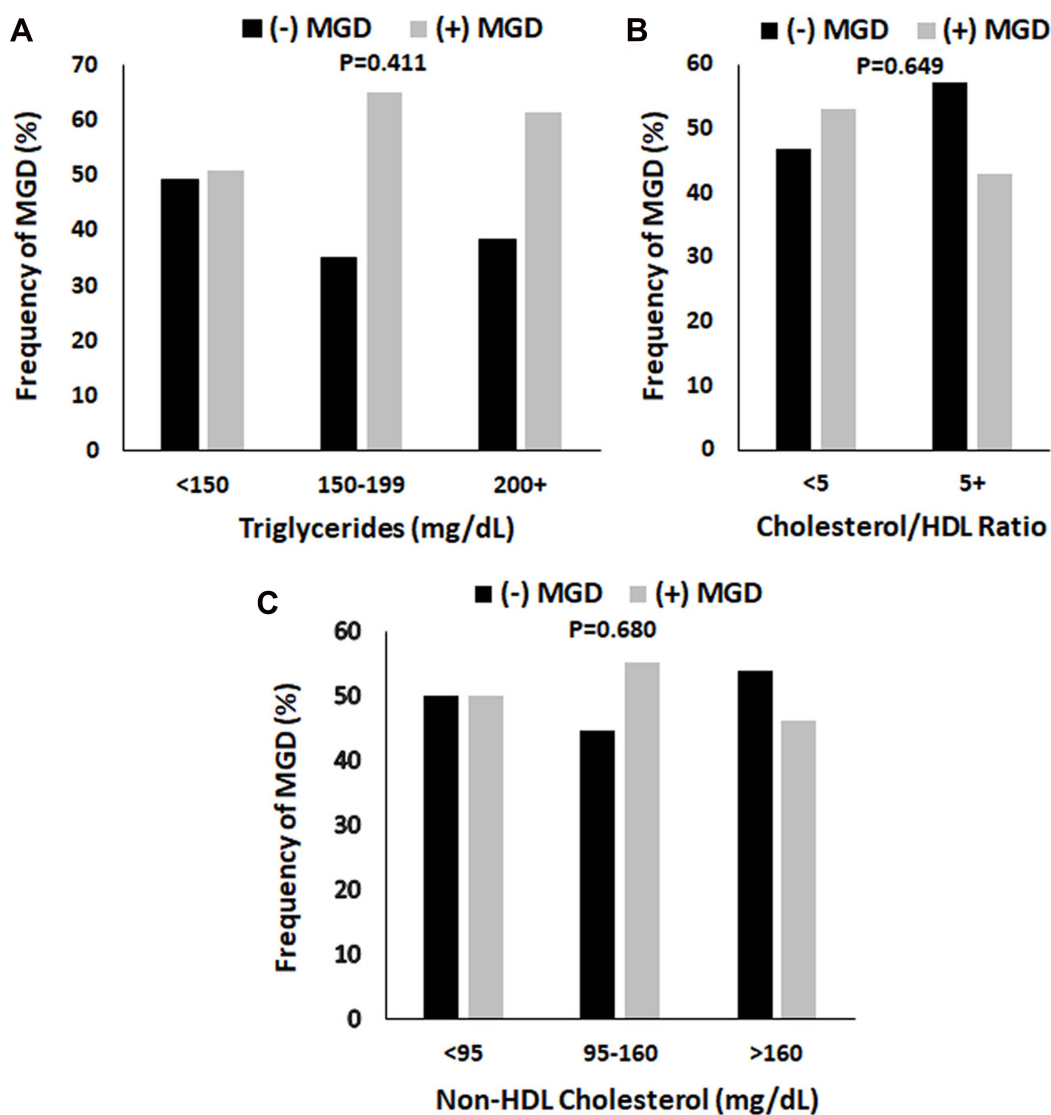 A
(-) MGD (+) MGD
P=0.411
Frequency of MGD (%)
70
60
50
40
30
20
10
0
<150 150-199 200+
Triglycerides (mg/dL)
B
(-) MGD (+) MGD
P=0.649
Frequency of MGD (%)
60
50
40
30
20
10
0
<5 5+
Cholesterol/HDL Ratio
C
(-) MGD (+) MGD
P=0.680
Frequency of MGD (%)
60
50
40
30
20
10
0
<95 95-160 >160
Non-HDL Cholesterol (mg/dL)